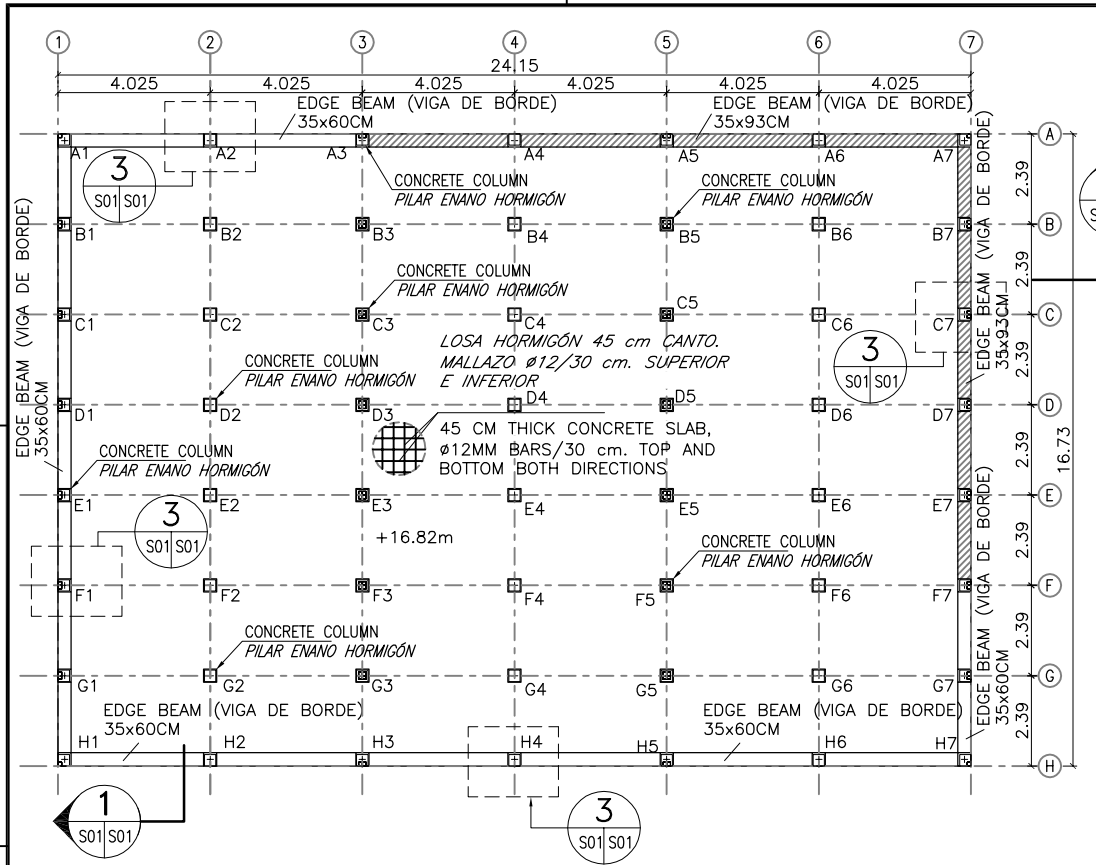 1 2 3 4 5 6 7
24.15
4.025 4.025 4.025 4.025 4.025 4.025
EDGE BEAM (VIGA DE BORDE)
35x60CM
EDGE BEAM (VIGA DE BORDE)
35x93CM
A
A1 A2 A3 A4 A5 A6 A7
3
S01 S01
CONCRETE COLUMN
PILAR ENANO HORMIGÓN
CONCRETE COLUMN
PILAR ENANO HORMIGÓN
2.39
EDGE BEAM (VIGA DE BORDE)
35x60CM
EDGE BEAM (VIGA DE BORDE)
35x93CM
B
B1 B2 B3 B4 B5 B6 B7
2.39
CONCRETE COLUMN
PILAR ENANO HORMIGÓN
C
C1 C2 C3 C4 C5 C6 C7
LOSA HORMIGÓN 45 cm CANTO.
MALLAZO ø12/30 cm. SUPERIOR
E INFERIOR
3
S01 S01
2.39
CONCRETE COLUMN
PILAR ENANO HORMIGÓN
D
D1 D2 D3 D4 D5 D6 D7
45 CM THICK CONCRETE SLAB,
ø12MM BARS/30 cm. TOP AND
BOTTOM BOTH DIRECTIONS
2.39
16.73
CONCRETE COLUMN
PILAR ENANO HORMIGÓN
E
E1 E2 E3 E4 E5 E6 E7
3
S01 S01
+16.82m
2.39
CONCRETE COLUMN
PILAR ENANO HORMIGÓN
EDGE BEAM (VIGA DE BORDE)
35x60CM
F
F1 F2 F3 F4 F5 F6 F7
2.39
CONCRETE COLUMN
PILAR ENANO HORMIGÓN
G
G1 G2 G3 G4 G5 G6 G7
2.39
EDGE BEAM (VIGA DE BORDE)
35x60CM
EDGE BEAM (VIGA DE BORDE)
35x60CM
H1 H2 H3 H4 H5 H6 H7
H
1
S01 S01
3
S01 S01